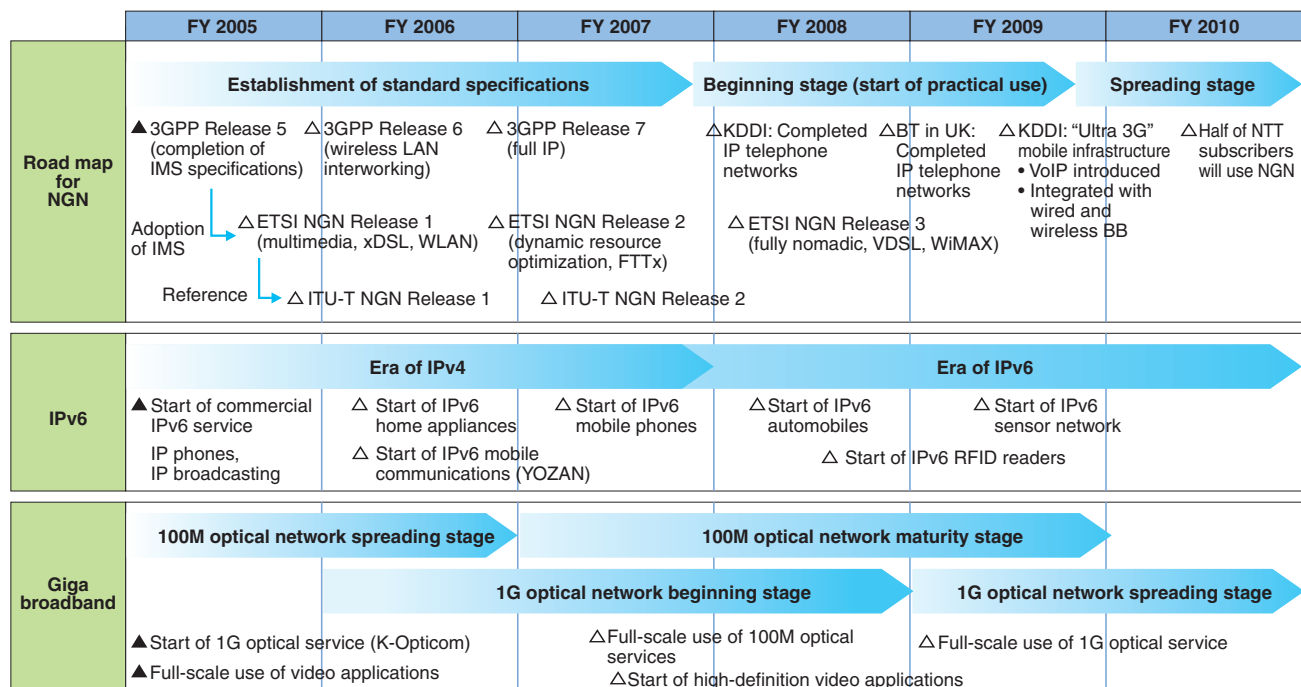 FY 2005 FY 2006 FY 2007 FY 2008 FY 2009 FY 2010
Road map
for
NGN
Establishment of standard specifications
Beginning stage (start of practical use)
Spreading stage
▲ 3GPP Release 5
(completion of
IMS specifications)
△ 3GPP Release 6
(wireless LAN
interworking)
△ 3GPP Release 7
(full IP)
△ KDDI: Completed
IP telephone
networks
△ BT in UK:
Completed
IP telephone
networks
△ KDDI: “Ultra 3G”
mobile infrastructure
• VoIP introduced
• Integrated with
wired and
wireless BB
△ Half of NTT
subscribers
will use NGN
Adoption
of IMS
△ ETSI NGN Release 1
(multimedia, xDSL, WLAN)
△ ETSI NGN Release 2
(dynamic resource
optimization, FTTx)
△ ETSI NGN Release 3
(fully nomadic, VDSL, WiMAX)
Reference
△ ITU-T NGN Release 1
△ ITU-T NGN Release 2
IPv6
Era of IPv4
Era of IPv6
▲ Start of commercial
IPv6 service
IP phones,
IP broadcasting
△ Start of IPv6
home appliances
△ Start of IPv6 mobile
communications (YOZAN)
△ Start of IPv6
mobile phones
△ Start of IPv6
automobiles
△ Start of IPv6
sensor network
△ Start of IPv6 RFID readers
Giga
broadband
100M optical network spreading stage
100M optical network maturity stage
1G optical network beginning stage
1G optical network spreading stage
▲ Start of 1G optical service (K-Opticom)
▲ Full-scale use of video applications
△ Full-scale use of 100M optical
services
△ Start of high-definition video applications
△ Full-scale use of 1G optical service